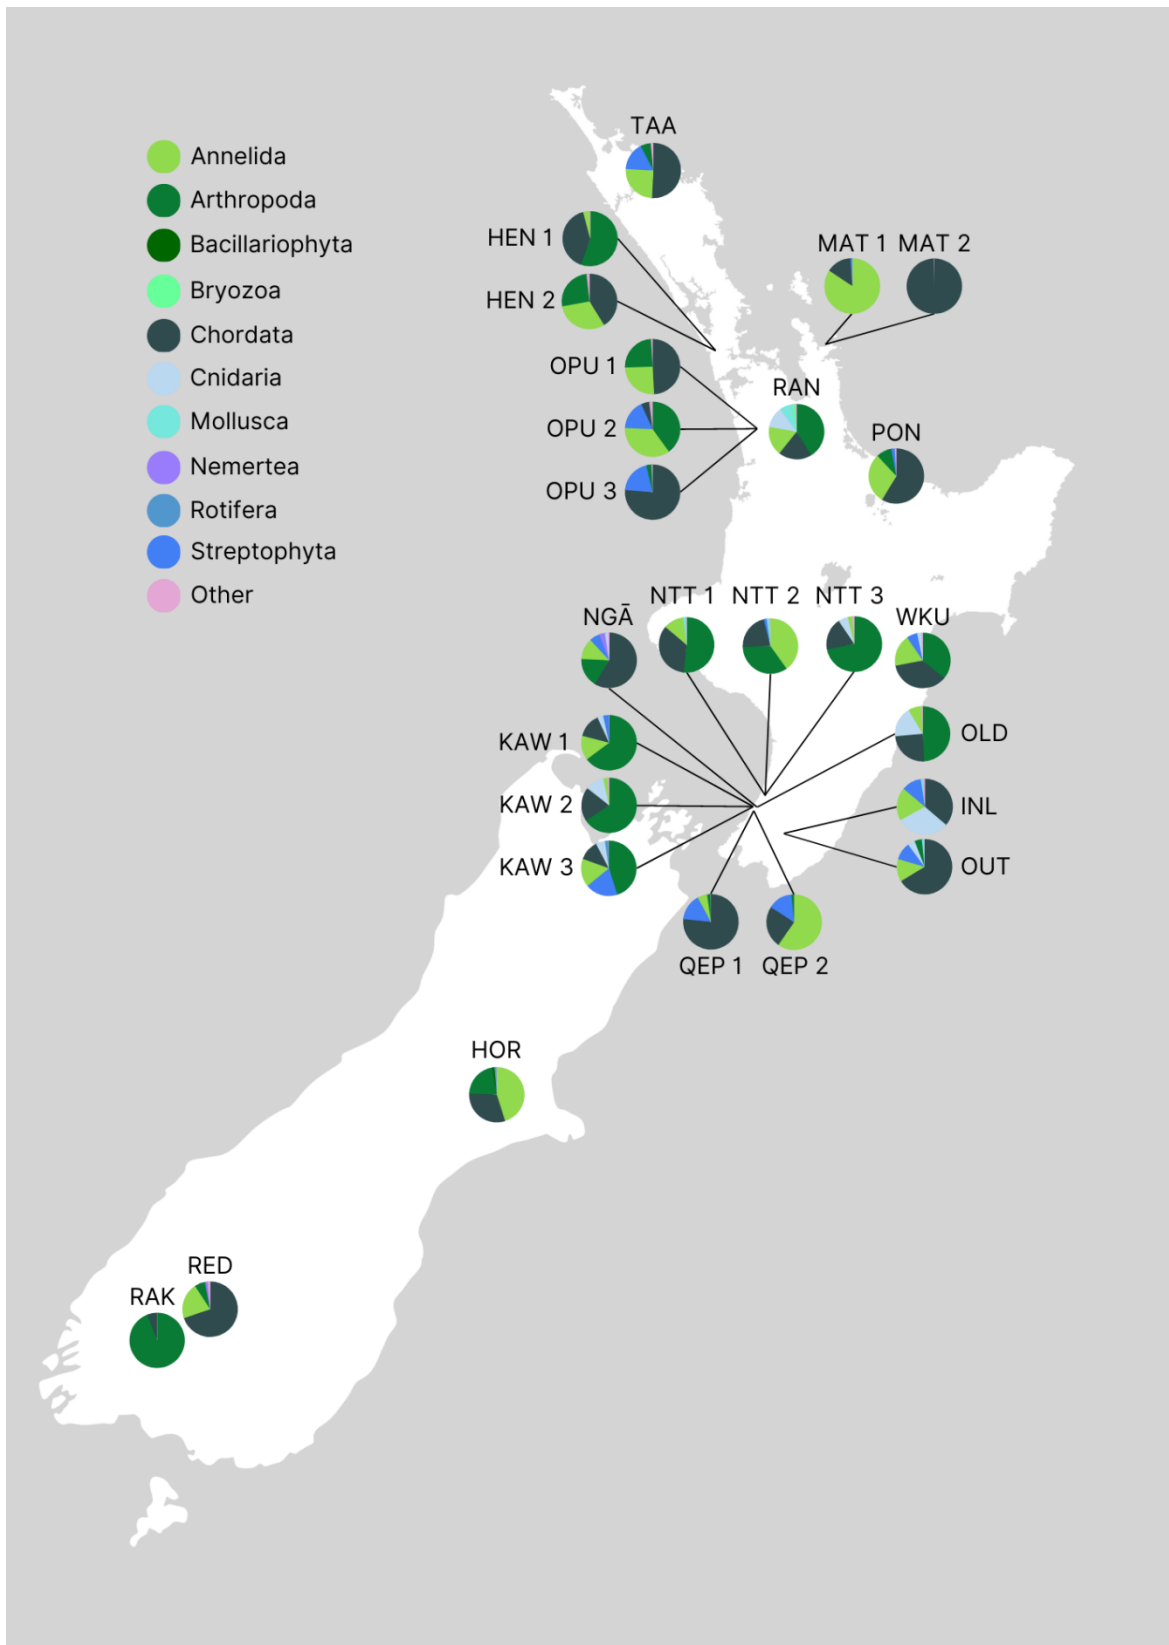 TAA
Annelida
Arthropoda
Bacillariophyta
Bryozoa
Chordata
Cnidaria
Mollusca
Nemertea
Rotifera
Streptophyta
Other
HEN 1
HEN 2
MAT 1 MAT 2
OPU 1
OPU 2
OPU 3
RAN
PON
NGĀ
NTT 1
NTT 2
NTT 3
WKU
KAW 1
KAW 2
KAW 3
OLD
INL
OUT
QEP 1
QEP 2
HOR
RED
RAK